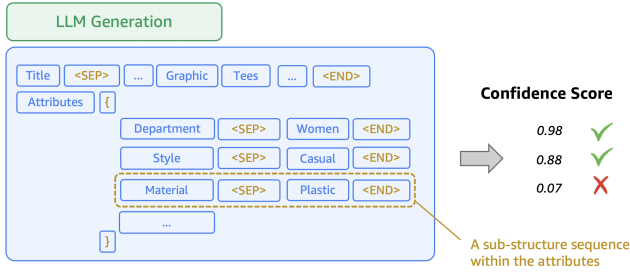 LLM Generation
Title <SEP> ... Graphic Tees ... <END>
Attributes {
Department <SEP> Women <END>
Style <SEP> Casual <END>
Material <SEP> Plastic <END>
...
}
Confidence Score
0.98
0.88
0.07
A sub-structure sequence
within the attributes